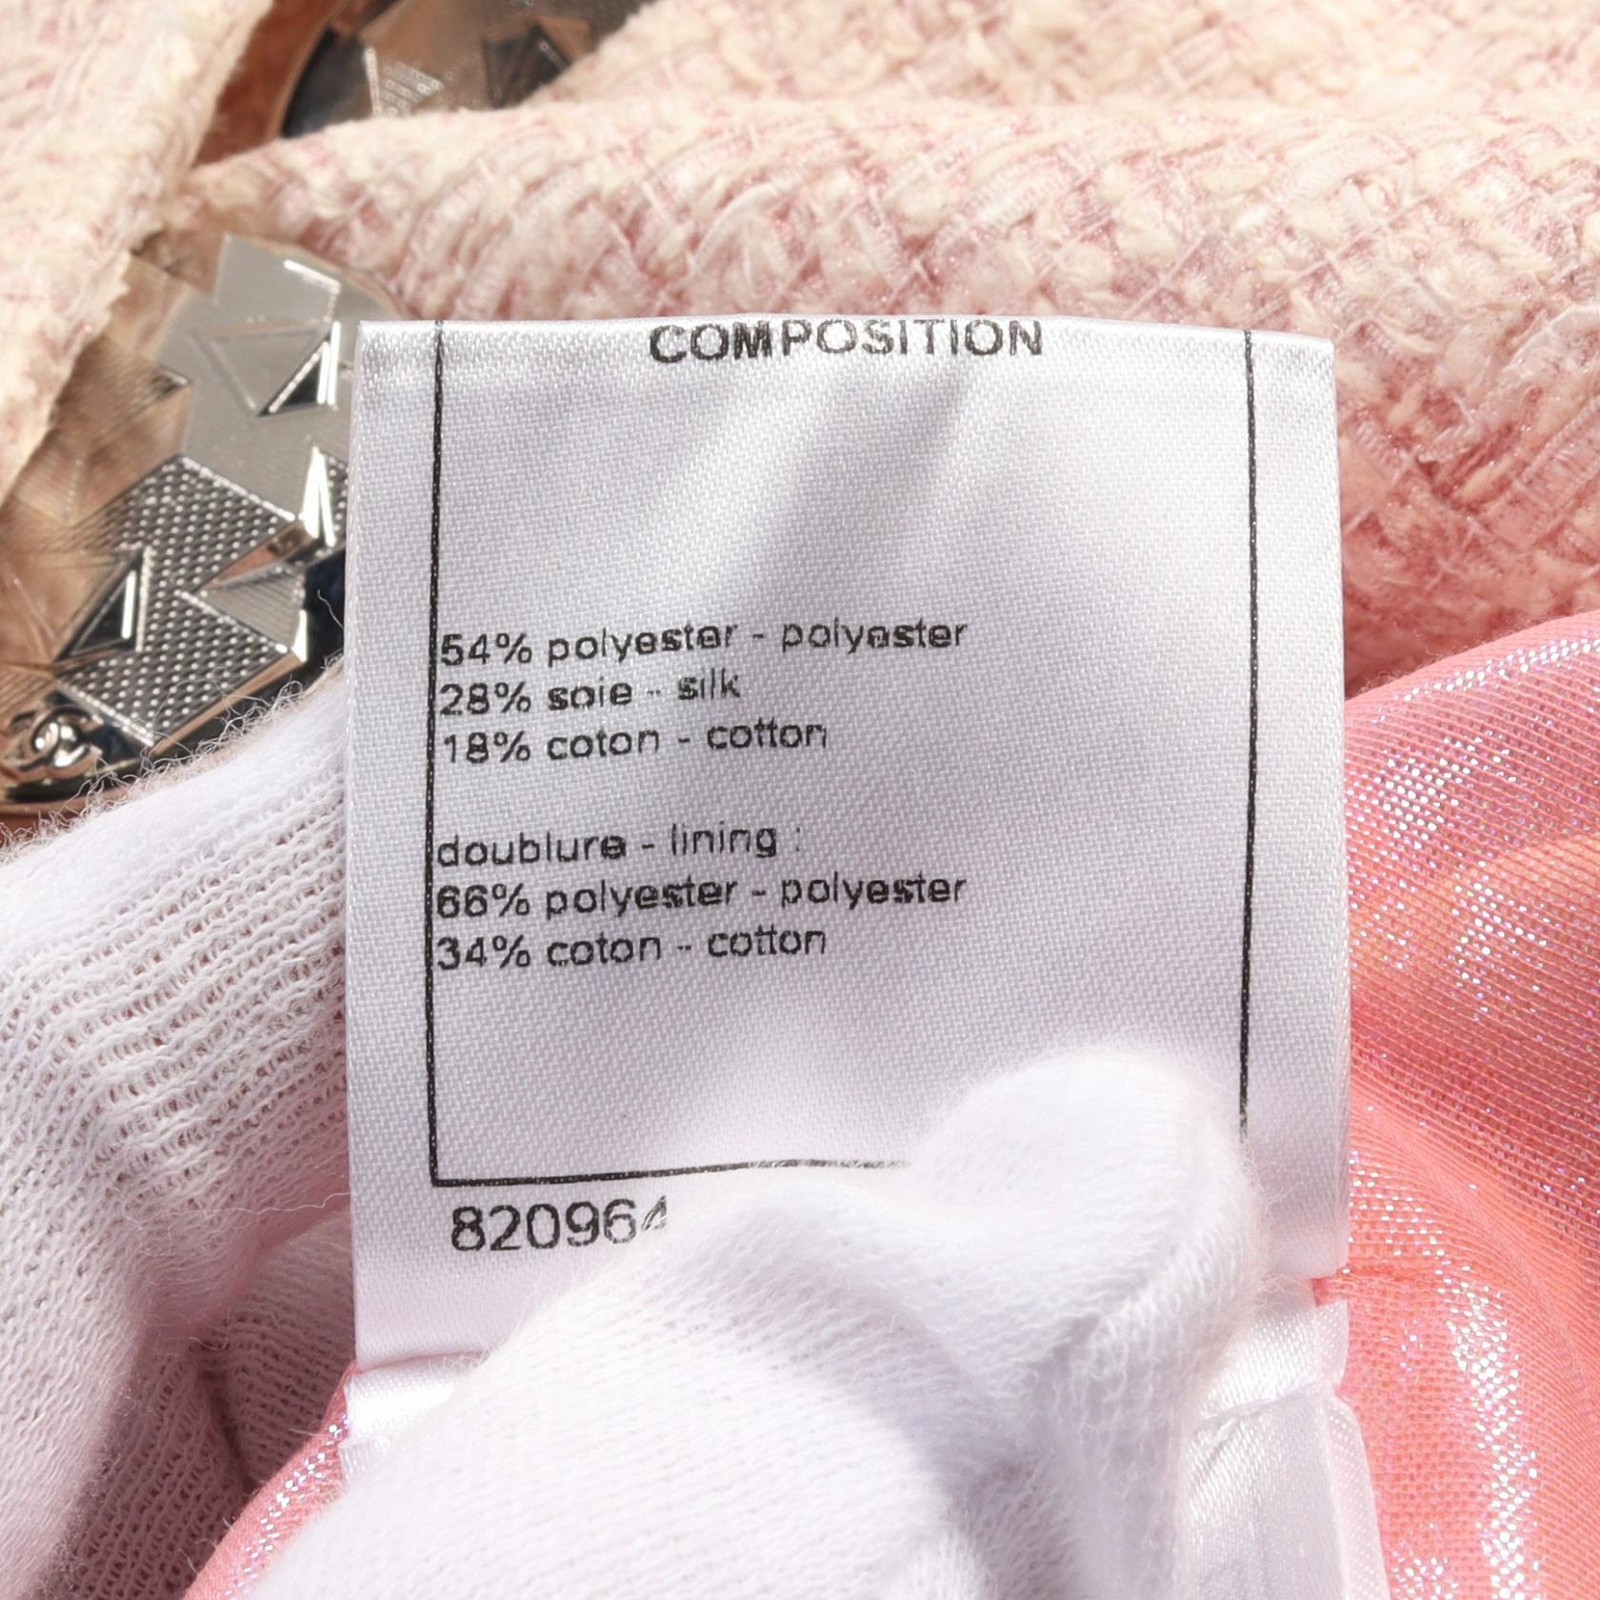 COMPOSITION
54% polyester - polyester
28% soie - silk
18% coton - cotton
doublure - lining :
66% polyester - polyester
34% coton - cotton
820964